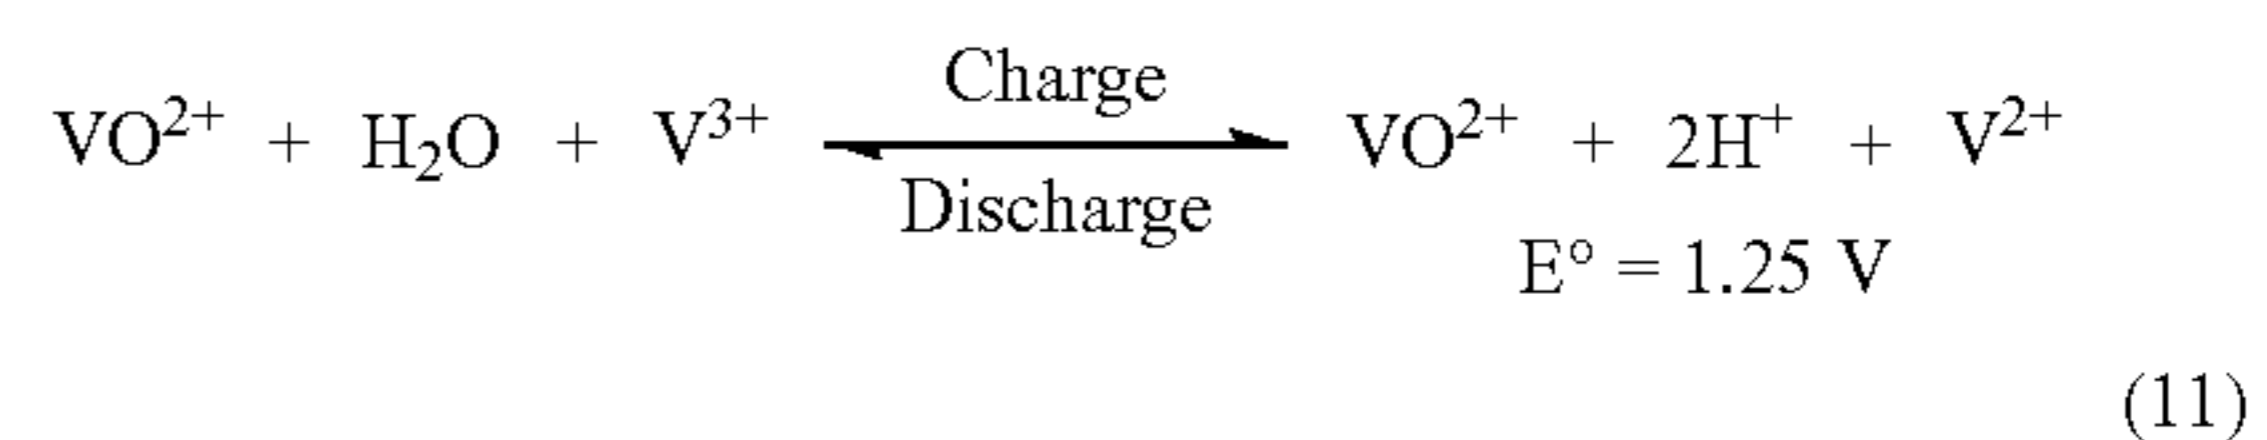 Charge
VO²⁺ + H₂O + V³⁺ ⇌ VO²⁺ + 2H⁺ + V²⁺
Discharge
E° = 1.25 V
(11)